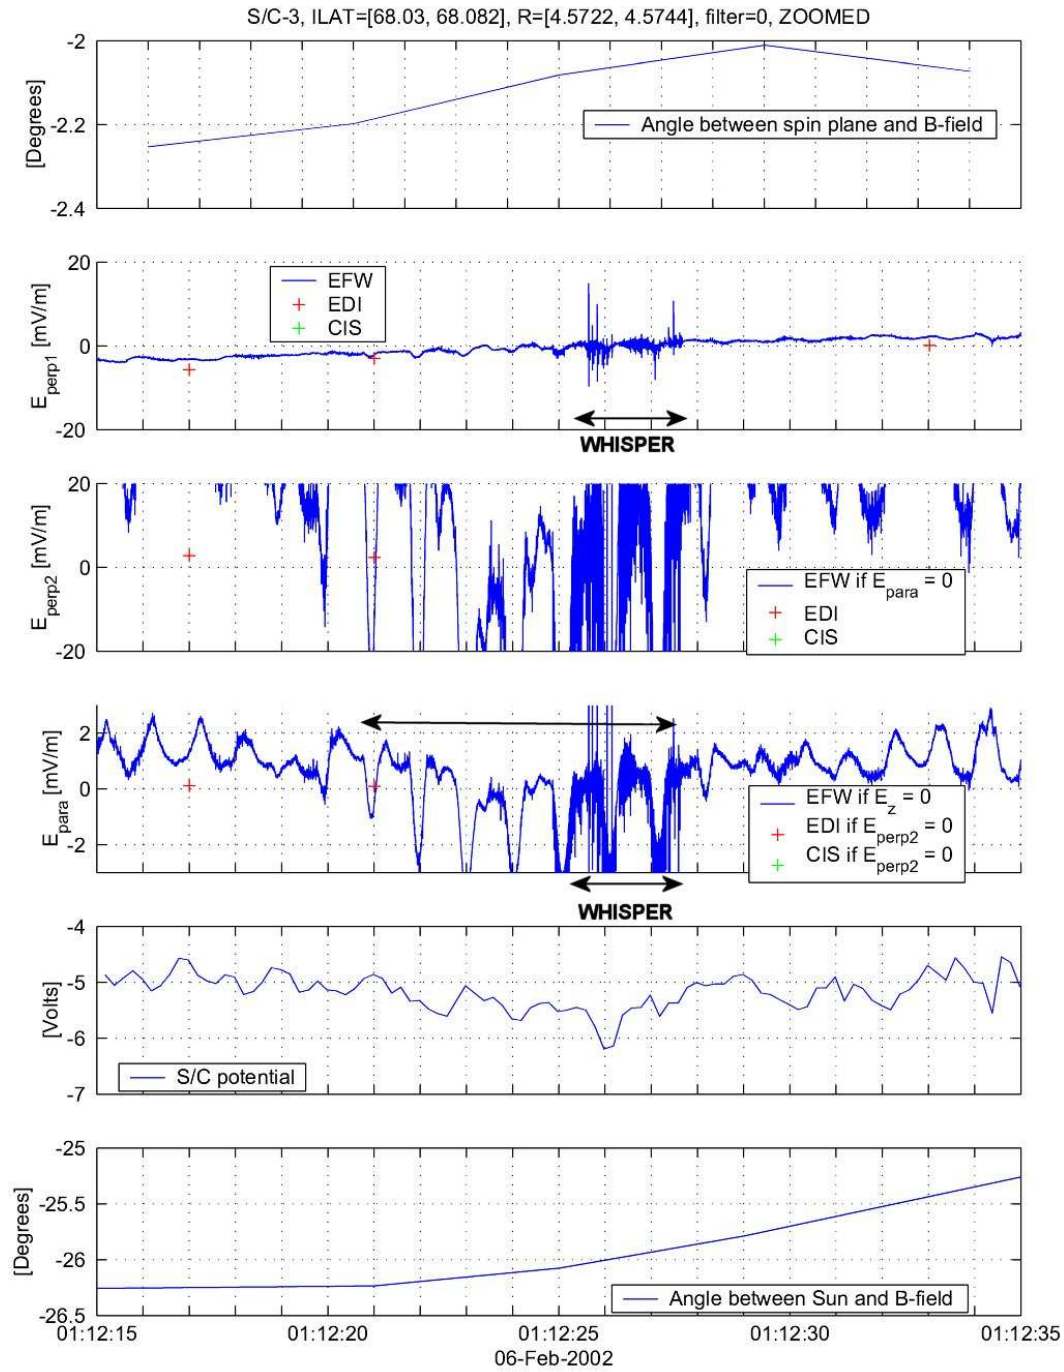 S/C-3, ILAT=[68.03, 68.082], R=[4.5722, 4.5744], filter=0, ZOOMED
-2
-2.2
-2.4
[Degrees]
Angle between spin plane and B-field
20
0
-20
E_perp1 [mV/m]
EFW
EDI
CIS
WHISPER
20
0
-20
E_perp2 [mV/m]
EFW if E_para = 0
EDI
CIS
2
0
-2
E_para [mV/m]
EFW if E_z = 0
EDI if E_perp2 = 0
CIS if E_perp2 = 0
WHISPER
-4
-5
-6
-7
[Volts]
S/C potential
-25
-25.5
-26
-26.5
[Degrees]
Angle between Sun and B-field
01:12:15 01:12:20 01:12:25 01:12:30 01:12:35
06-Feb-2002